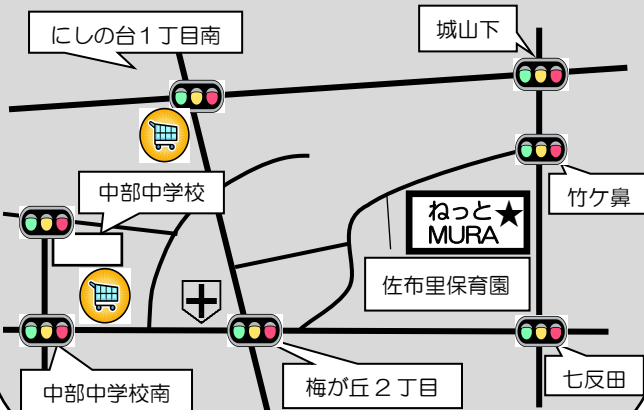 にしの台１丁目南
城山下
中部中学校
竹ケ鼻
ねっと★
MURA
佐布里保育園
中部中学校南
梅が丘２丁目
七反田